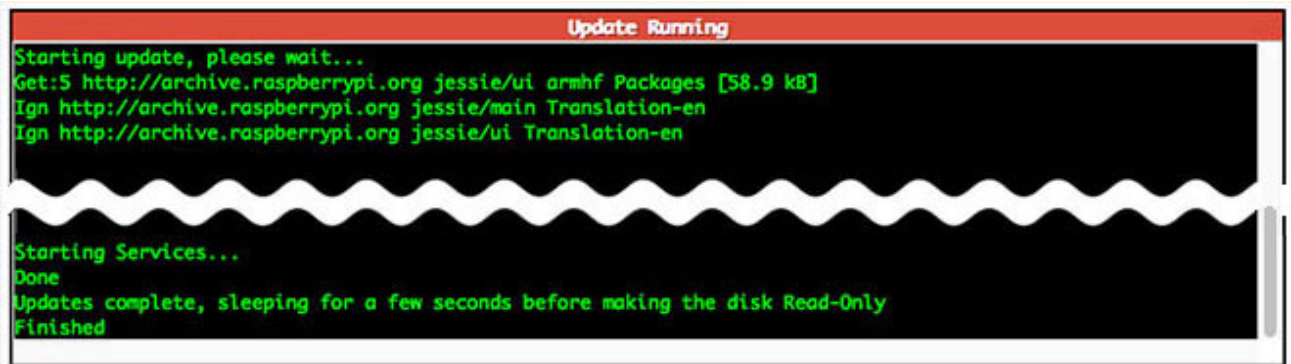 Update Running
Starting update, please wait...
Get:5 http://archive.raspberrypi.org jessie/ui armhf Packages [58.9 kB]
Ign http://archive.raspberrypi.org jessie/main Translation-en
Ign http://archive.raspberrypi.org jessie/ui Translation-en
Starting Services...
Done
Updates complete, sleeping for a few seconds before making the disk Read-Only
Finished